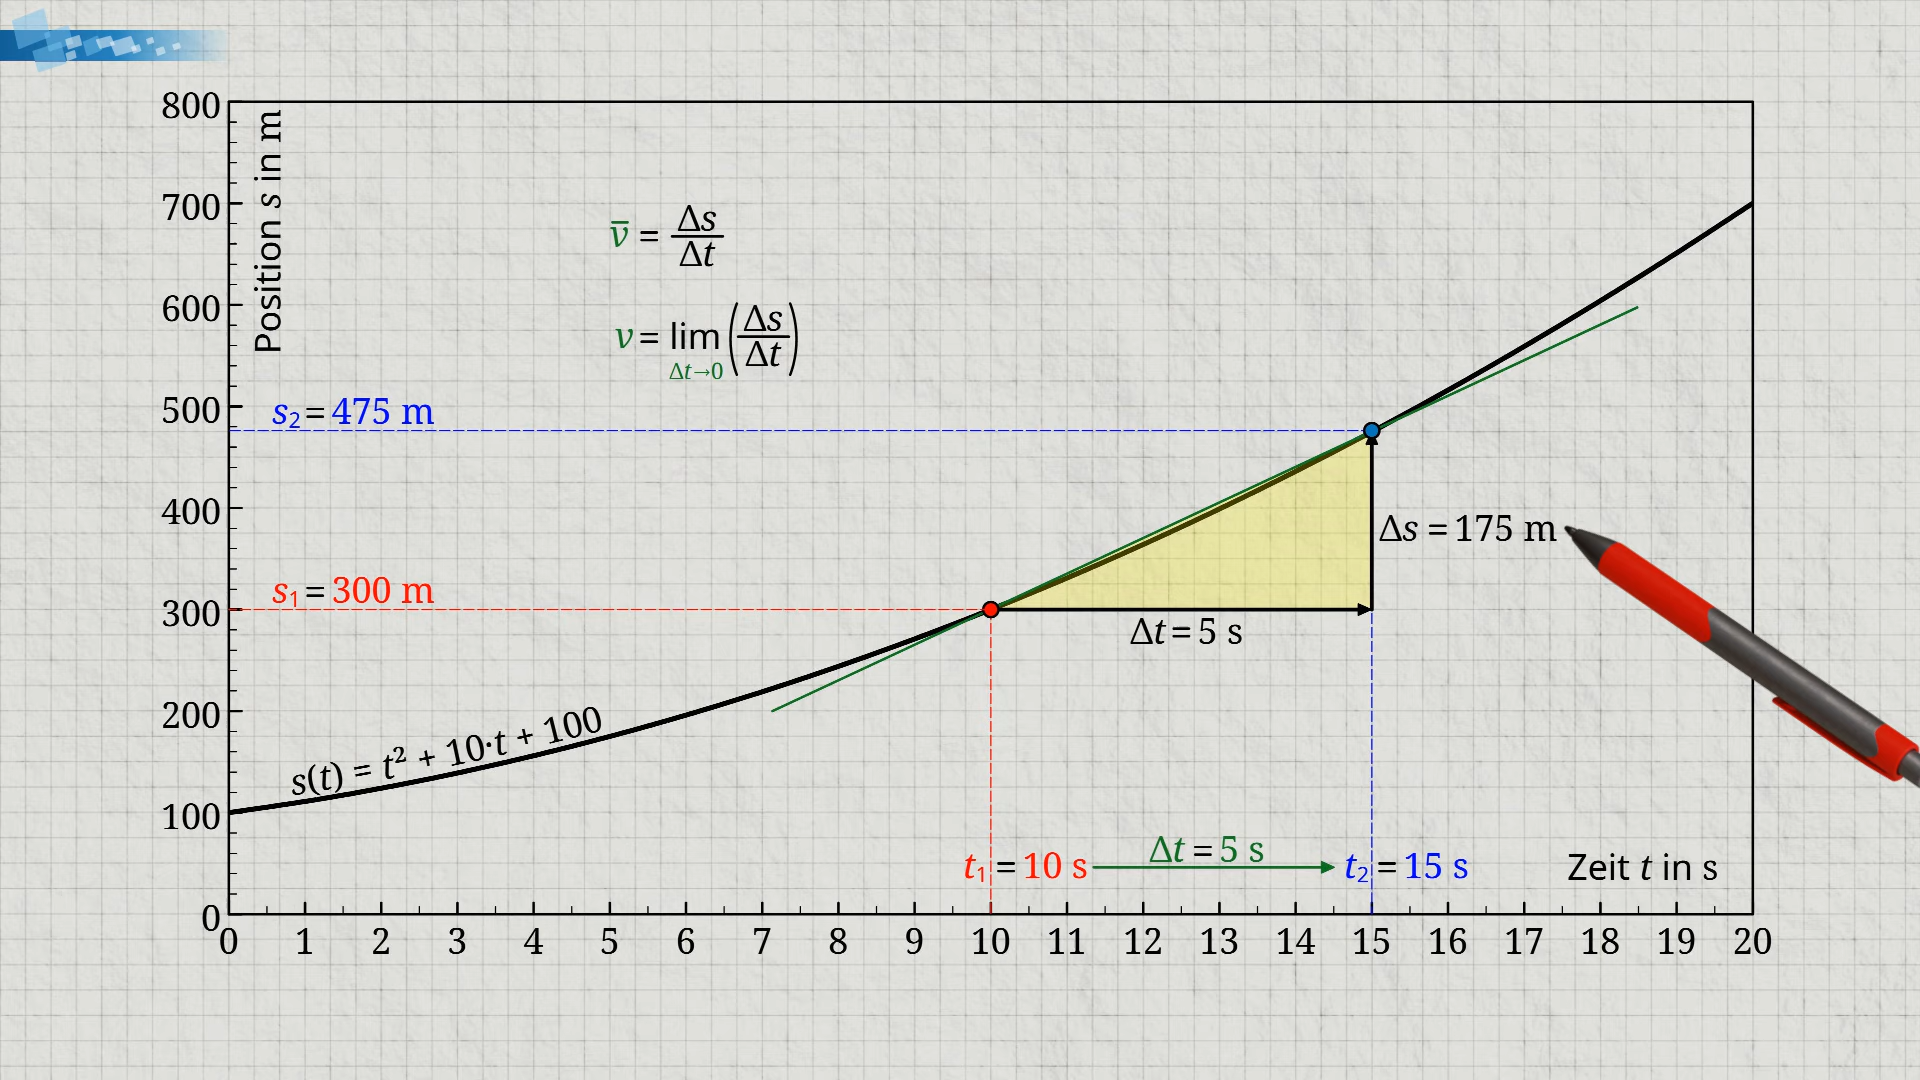 800
700
600
500
400
300
200
100
0
Position s in m
v̅ = Δs/Δt
v = lim Δt→0 (Δs/Δt)
s₂ = 475 m
s₁ = 300 m
Δs = 175 m
Δt = 5 s
s(t) = t² + 10·t + 100
Δt = 5 s
t₁ = 10 s
t₂ = 15 s
Zeit t in s
0 1 2 3 4 5 6 7 8 9 10 11 12 13 14 15 16 17 18 19 20